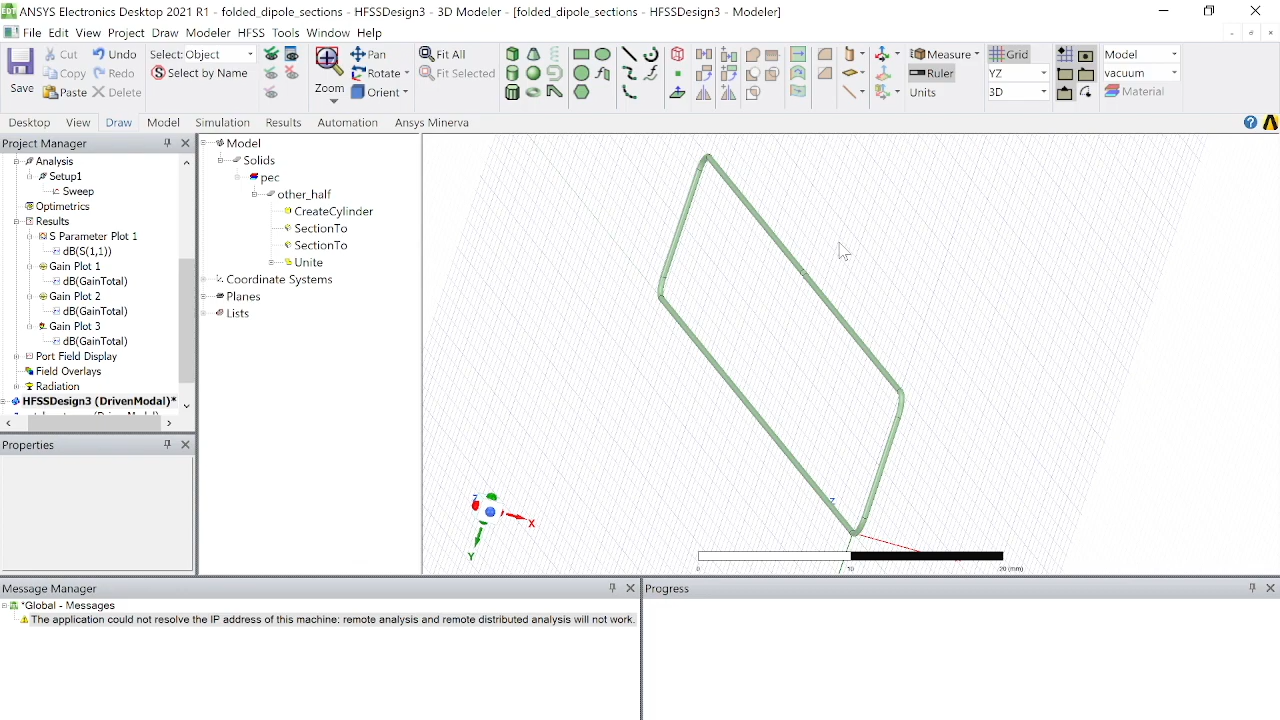 ANSYS Electronics Desktop 2021 R1 - folded_dipole_sections - HFSSDesign3 - 3D Modeler - [folded_dipole_sections - HFSSDesign3 - Modeler]
File Edit View Project Draw Modeler HFSS Tools Window Help
Save
Cut Undo
Copy Redo
Paste Delete
Select: Object
Select by Name
Zoom
Pan
Rotate
Orient
Fit All
Fit Selected
Measure
Ruler
Units
Grid
YZ
3D
Model
vacuum
Material
Desktop View Draw Model Simulation Results Automation Ansys Minerva
Project Manager
Analysis
Setup1
Sweep
Optimetrics
Results
S Parameter Plot 1
dB(S(1,1))
Gain Plot 1
dB(GainTotal)
Gain Plot 2
dB(GainTotal)
Gain Plot 3
dB(GainTotal)
Port Field Display
Field Overlays
Radiation
HFSSDesign3 (DrivenModal)*
Properties
Model
Solids
pec
other_half
CreateCylinder
SectionTo
SectionTo
Unite
Coordinate Systems
Planes
Lists
Z
Z
X
Y
0 10 20 (mm)
Message Manager
*Global - Messages
The application could not resolve the IP address of this machine: remote analysis and remote distributed analysis will not work.
Progress